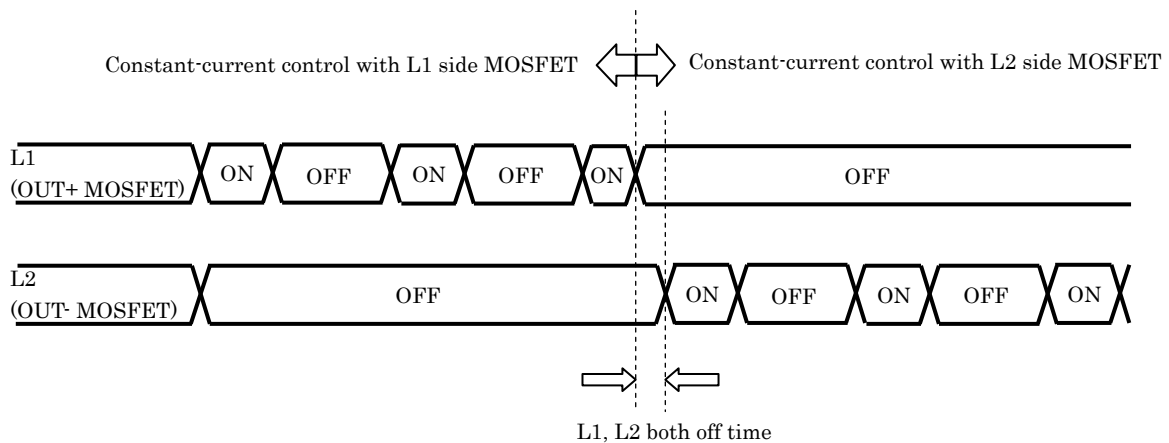 Constant-current control with L1 side MOSFET
Constant-current control with L2 side MOSFET
L1
(OUT+ MOSFET)
ON OFF ON OFF ON OFF
L2
(OUT- MOSFET)
OFF ON OFF ON OFF ON
L1, L2 both off time